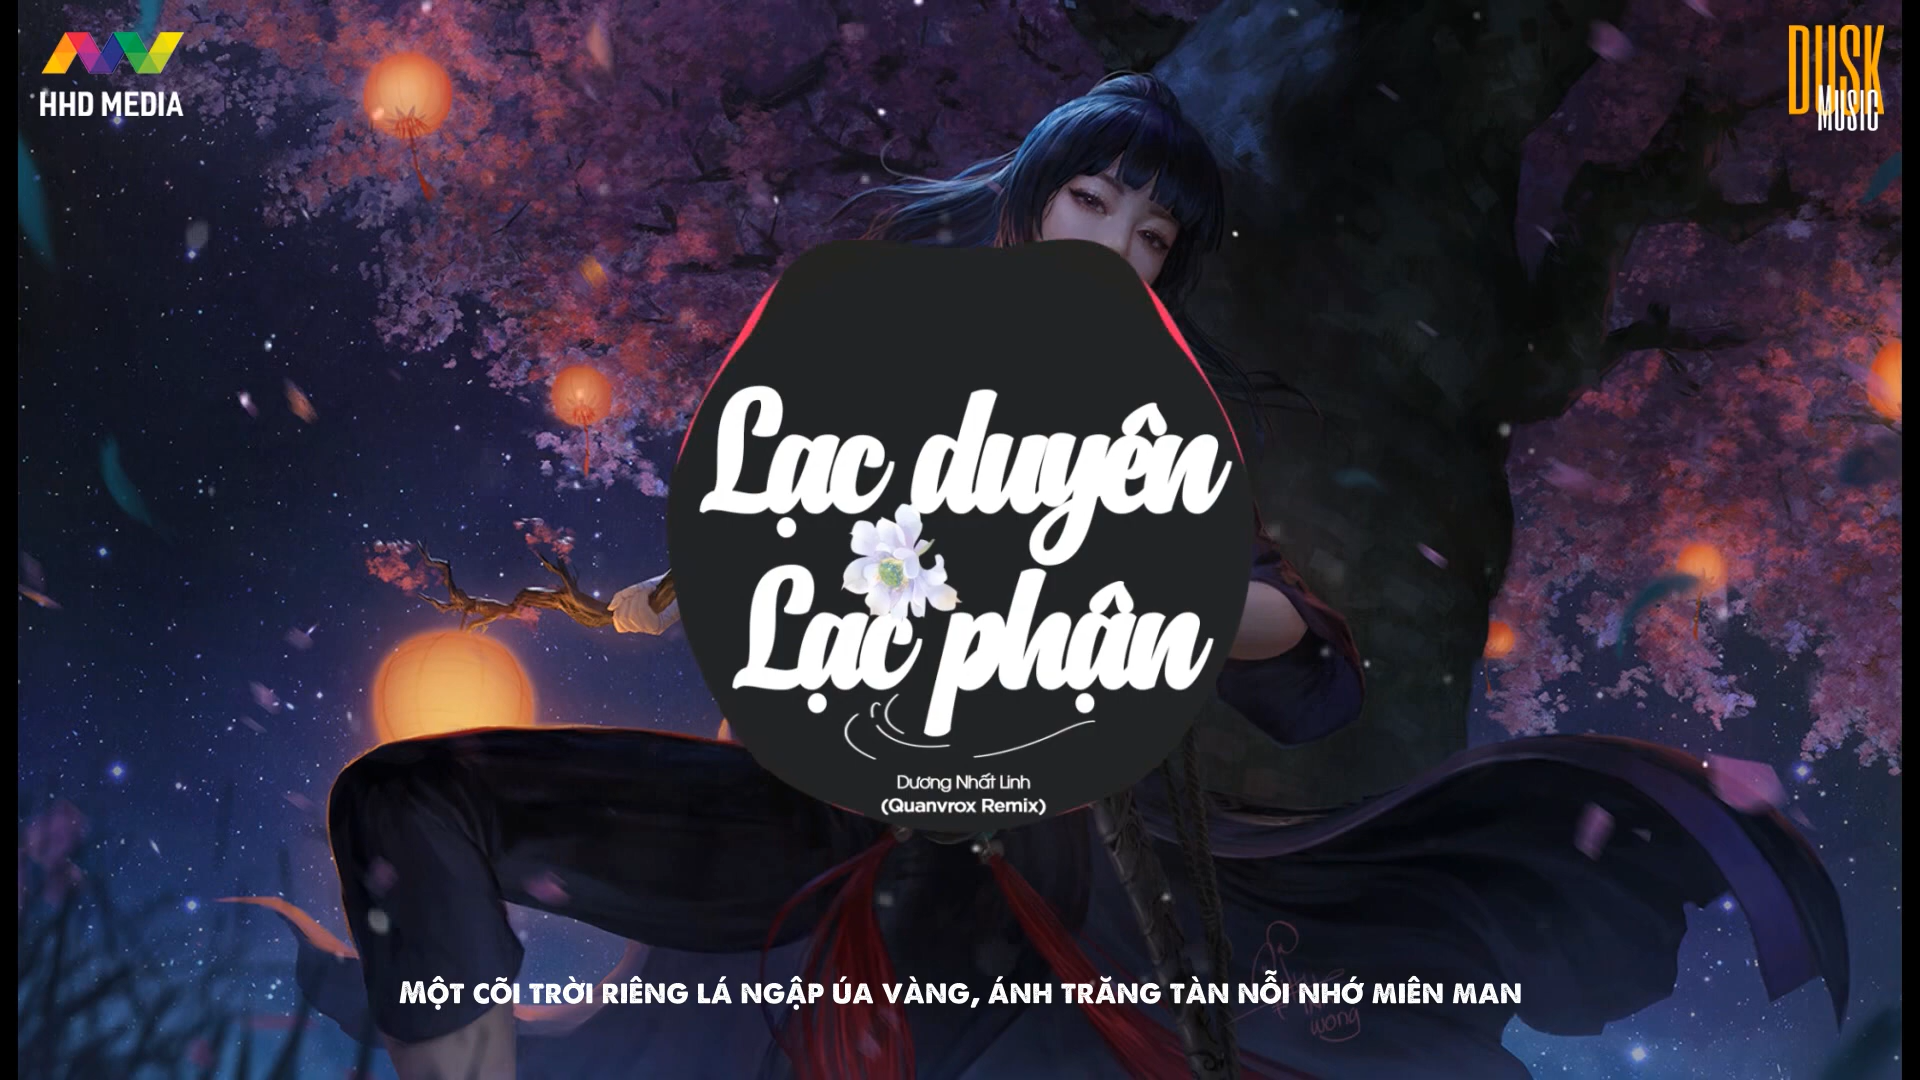 HHD MEDIA
DUSK
MUSIC
Lạc duyên
Lạc phận
Dương Nhất Linh
(Quanvrox Remix)
MỘT CÕI TRỜI RIÊNG LÁ NGẬP ÚA VÀNG, ÁNH TRĂNG TÀN NỖI NHỚ MIÊN MAN
wong